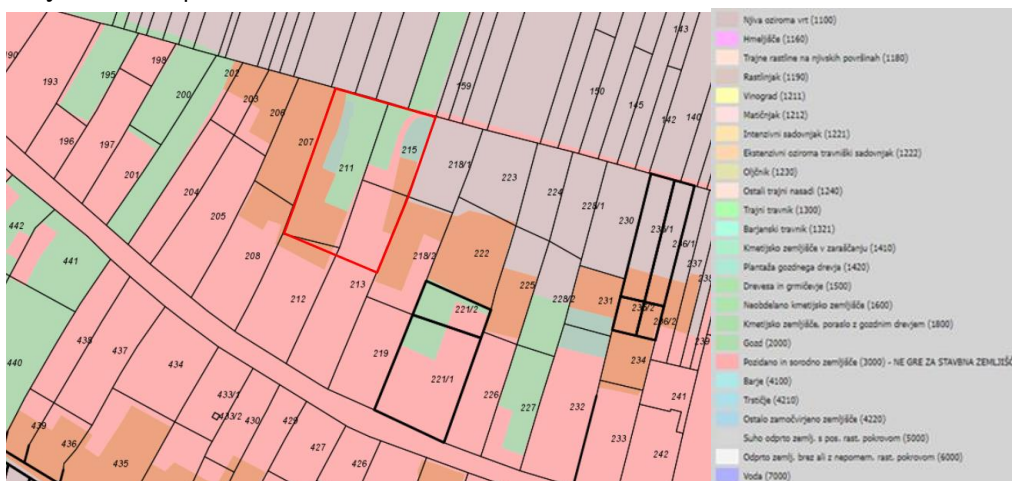 143
159
150
145
142
140
190
193
195
198
200
202
203
206
207
196
197
201
204
205
208
211
215
212
213
218/1
218/2
219
223
224
228/1
230
235/1
236/1
237
222
225
228/2
231
235/2
236/2
221/2
221/1
226
227
232
234
239
241
233
242
442
441
440
438
437
434
433/1
433/2
430
429
427
426
439
436
435
Njiva oziroma vrt (1100)
Hmeljišče (1160)
Trajne rastline na njivskih površinah (1180)
Rastlinjak (1190)
Vinograd (1211)
Matičnjak (1212)
Intenzivni sadovnjak (1221)
Ekstenzivni oziroma travniški sadovnjak (1222)
Oljčnik (1230)
Ostali trajni nasadi (1240)
Trajni travnik (1300)
Barjanski travnik (1321)
Kmetijsko zemljišče v zaraščanju (1410)
Plantaža gozdnega drevja (1420)
Drevesa in grmičevje (1500)
Neobdelano kmetijsko zemljišče (1600)
Kmetijsko zemljišče, poraslo z gozdnim drevjem (1800)
Gozd (2000)
Pozidano in sorodno zemljišče (3000) - NE GRE ZA STAVBNA ZEMLJIŠČ
Barje (4100)
Trstičje (4210)
Ostalo zamočvirjeno zemljišče (4220)
Suho odprto zemlj. s pos. rast. pokrovom (5000)
Odprto zemlj. brez ali z nepomem. rast. pokrovom (6000)
Voda (7000)